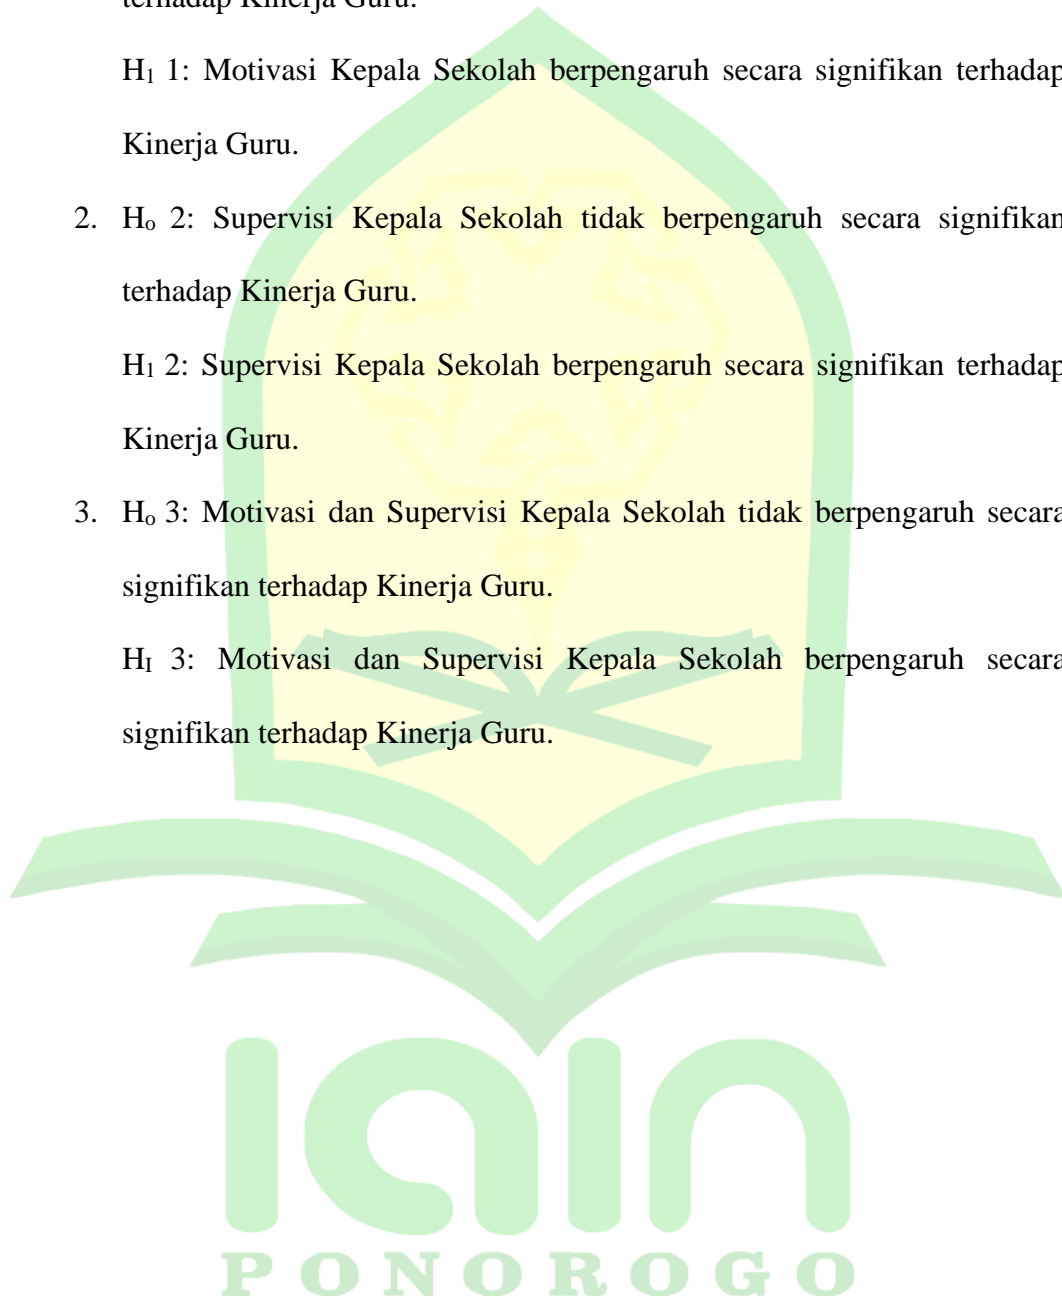 terhadap Kinerja Guru.
H₁ 1: Motivasi Kepala Sekolah berpengaruh secara signifikan terhadap
Kinerja Guru.
2. Hₒ 2: Supervisi Kepala Sekolah tidak berpengaruh secara signifikan
terhadap Kinerja Guru.
H₁ 2: Supervisi Kepala Sekolah berpengaruh secara signifikan terhadap
Kinerja Guru.
3. Hₒ 3: Motivasi dan Supervisi Kepala Sekolah tidak berpengaruh secara
signifikan terhadap Kinerja Guru.
H_I 3: Motivasi dan Supervisi Kepala Sekolah berpengaruh secara
signifikan terhadap Kinerja Guru.
IAIN
PONOROGO